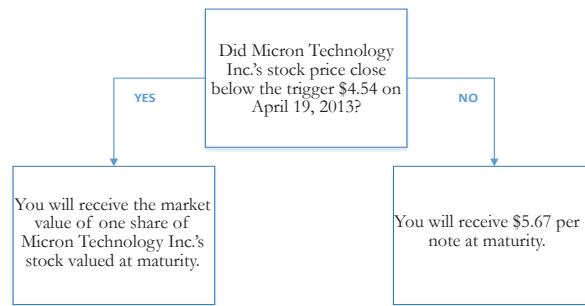 Did Micron Technology
Inc.'s stock price close
below the trigger $4.54 on
April 19, 2013?
YES
NO
You will receive the market
value of one share of
Micron Technology Inc.'s
stock valued at maturity.
You will receive $5.67 per
note at maturity.